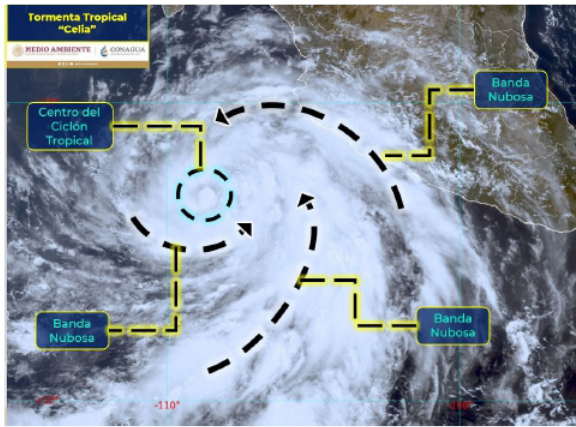 Tormenta Tropical
"Celia"
MEDIO AMBIENTE
CONAGUA
Banda
Nubosa
Centro del
Ciclón
Tropical
Banda
Nubosa
Banda
Nubosa
-110°